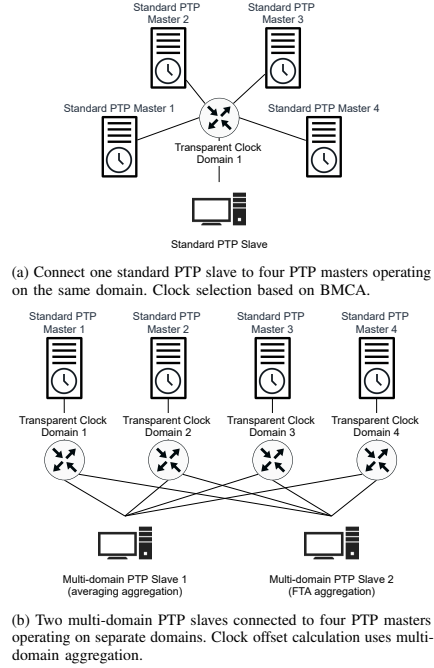 Standard PTP
Master 2
Standard PTP
Master 3
Standard PTP Master 1
Standard PTP Master 4
Transparent Clock
Domain 1
Standard PTP Slave
(a) Connect one standard PTP slave to four PTP masters operating
on the same domain. Clock selection based on BMCA.
Standard PTP
Master 1
Standard PTP
Master 2
Standard PTP
Master 3
Standard PTP
Master 4
Transparent Clock
Domain 1
Transparent Clock
Domain 2
Transparent Clock
Domain 3
Transparent Clock
Domain 4
Multi-domain PTP Slave 1
(averaging aggregation)
Multi-domain PTP Slave 2
(FTA aggregation)
(b) Two multi-domain PTP slaves connected to four PTP masters
operating on separate domains. Clock offset calculation uses multi-
domain aggregation.